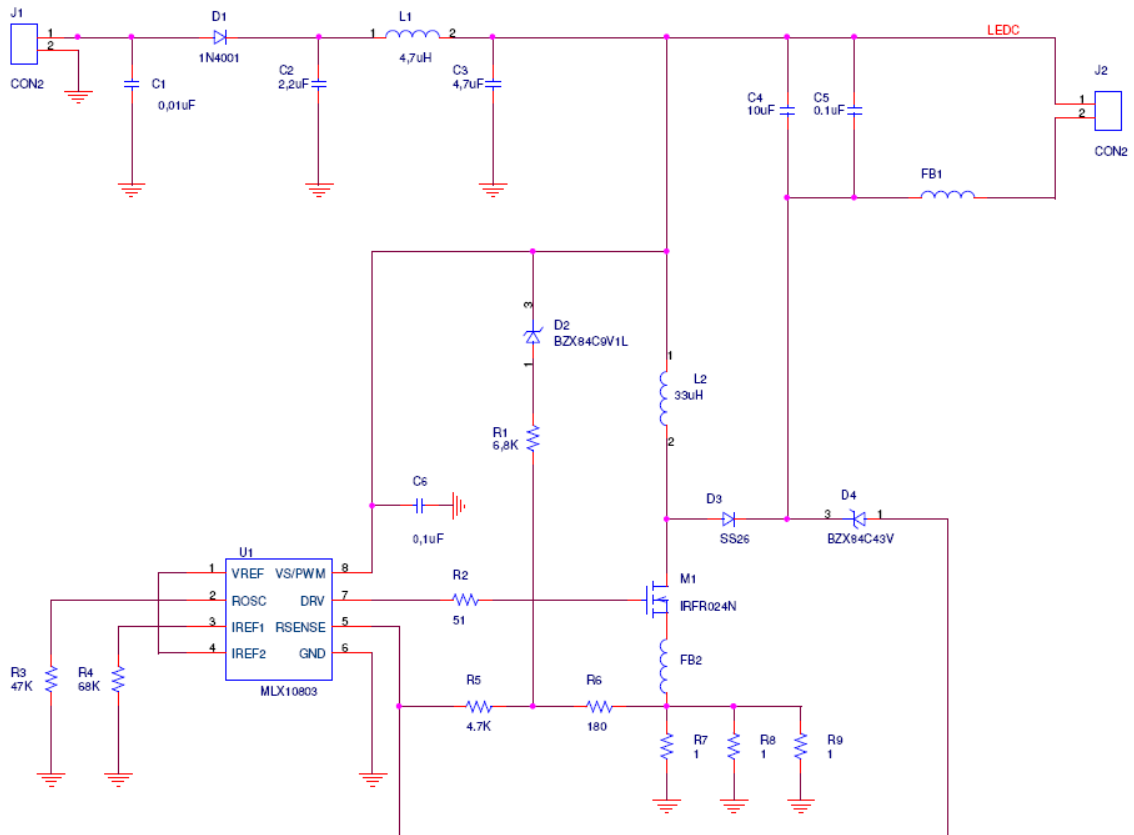 J1
1
2
CON2
D1
1N4001
C1
0,01uF
C2
2,2uF
L1
1
2
4,7uH
C3
4,7uF
LEDC
C4
10uF
C5
0.1uF
J2
1
2
CON2
FB1
3
D2
BZX84C9V1L
1
1
L2
33uH
2
R1
6,8K
C6
0,1uF
D3
SS26
3
D4
1
BZX84C43V
U1
1
VREF
VS/PWM
8
2
ROSC
DRV
7
3
IREF1
RSENSE
5
4
IREF2
GND
6
MLX10803
R2
51
M1
IRFR024N
FB2
R3
47K
R4
68K
R5
4.7K
R6
180
R7
1
R8
1
R9
1